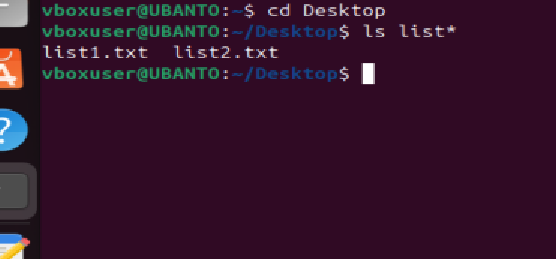 vboxuser@UBANTO:~$ cd Desktop
vboxuser@UBANTO:~/Desktop$ ls list*
list1.txt  list2.txt
vboxuser@UBANTO:~/Desktop$